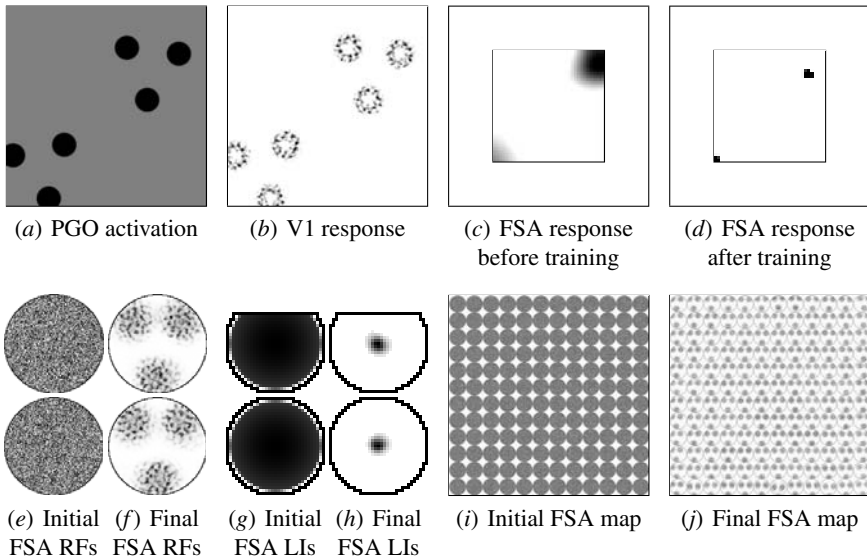 (a) PGO activation
(b) V1 response
(c) FSA response
before training
(d) FSA response
after training
(e) Initial
FSA RFs
(f) Final
FSA RFs
(g) Initial
FSA LIs
(h) Final
FSA LIs
(i) Initial FSA map
(j) Final FSA map